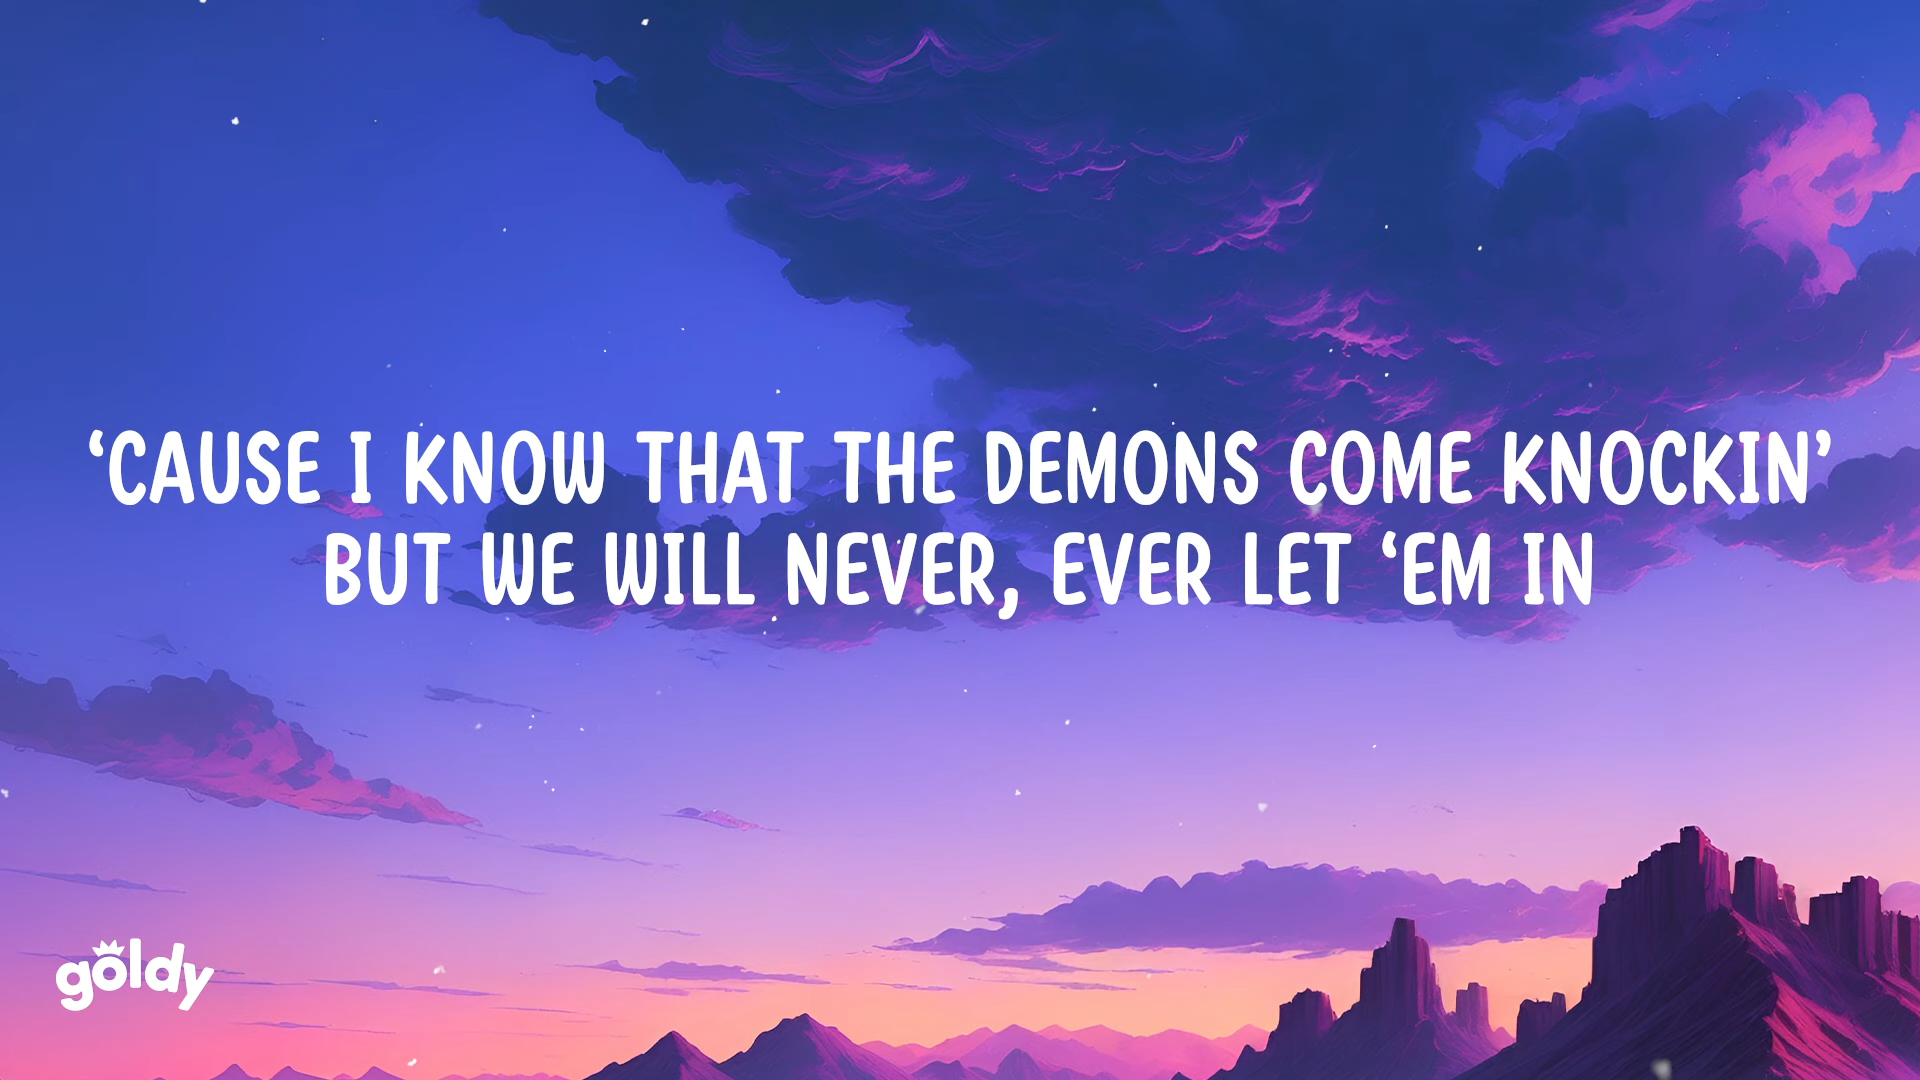 ‘CAUSE I KNOW THAT THE DEMONS COME KNOCKIN’
BUT WE WILL NEVER, EVER LET ‘EM IN
goldy